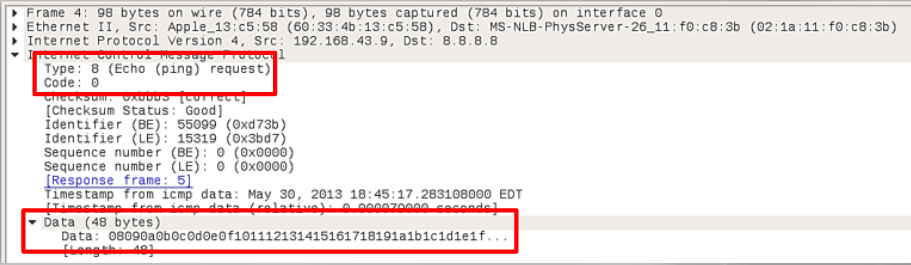 Frame 4: 98 bytes on wire (784 bits), 98 bytes captured (784 bits) on interface 0
Ethernet II, Src: Apple_13:c5:58 (60:33:4b:13:c5:58), Dst: MS-NLB-PhysServer-26_11:f0:c8:3b (02:1a:11:f0:c8:3b)
Internet Protocol Version 4, Src: 192.168.43.9, Dst: 8.8.8.8
Internet Control Message Protocol
Type: 8 (Echo (ping) request)
Code: 0
Checksum: 0xbbb3 [correct]
[Checksum Status: Good]
Identifier (BE): 55099 (0xd73b)
Identifier (LE): 15319 (0x3bd7)
Sequence number (BE): 0 (0x0000)
Sequence number (LE): 0 (0x0000)
[Response frame: 5]
Timestamp from icmp data: May 30, 2013 18:45:17.283108000 EDT
[Timestamp from icmp data (relative): 0.000079000 seconds]
Data (48 bytes)
Data: 08090a0b0c0d0e0f101112131415161718191a1b1c1d1e1f...
[Length: 48]